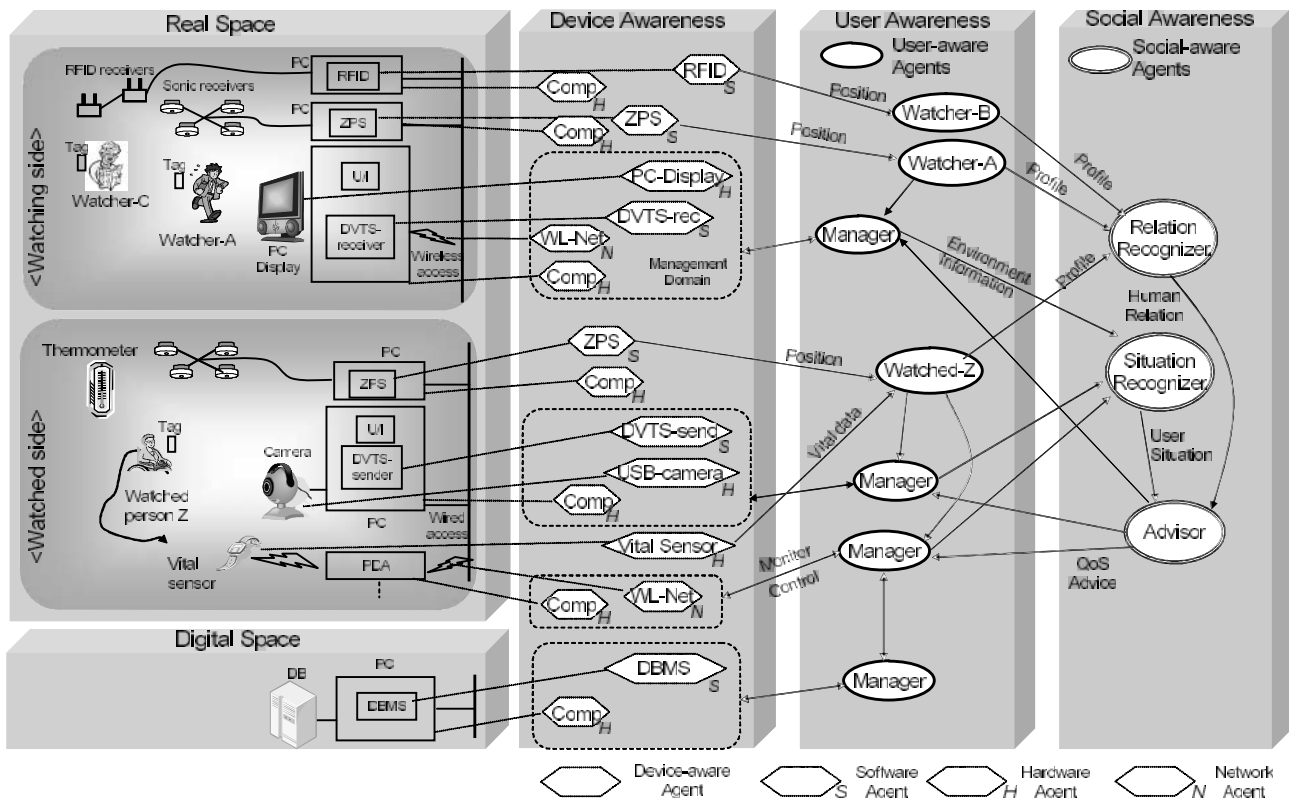 Real Space
Device Awareness
User Awareness
Social Awareness
User-aware
Agents
Social-aware
Agents
<Watching side>
RFID receivers
PC
RFID
Sonic receivers
PC
ZPS
Tag
Watcher-C
Tag
Watcher-A
PC
Display
U/I
DVTS-
receiver
Wireless
access
RFID
S
Comp
H
ZPS
S
Comp
H
PC-Display
H
DVTS-rec
S
WL-Net
N
Comp
H
Management
Domain
Position
Watcher-B
Position
Watcher-A
Profile
Profile
Manager
Environment
Information
Profile
Relation
Recognizer
Human
Relation
<Watched side>
Thermometer
PC
ZPS
Tag
Watched
person Z
Camera
U/I
DVTS-
sender
PC
Wired
access
Vital
sensor
PDA
ZPS
S
Comp
H
DVTS-send
S
USB-camera
H
Comp
H
Vital Sensor
H
WL-Net
N
Comp
H
Position
Watched-Z
Vital data
Manager
Manager
Monitor
Control
Situation
Recognizer
User
Situation
Advisor
QoS
Advice
Digital Space
DB
PC
DBMS
DBMS
S
Comp
H
Manager
Device-aware
Agent
S
Software
Agent
H
Hardware
Agent
N
Network
Agent